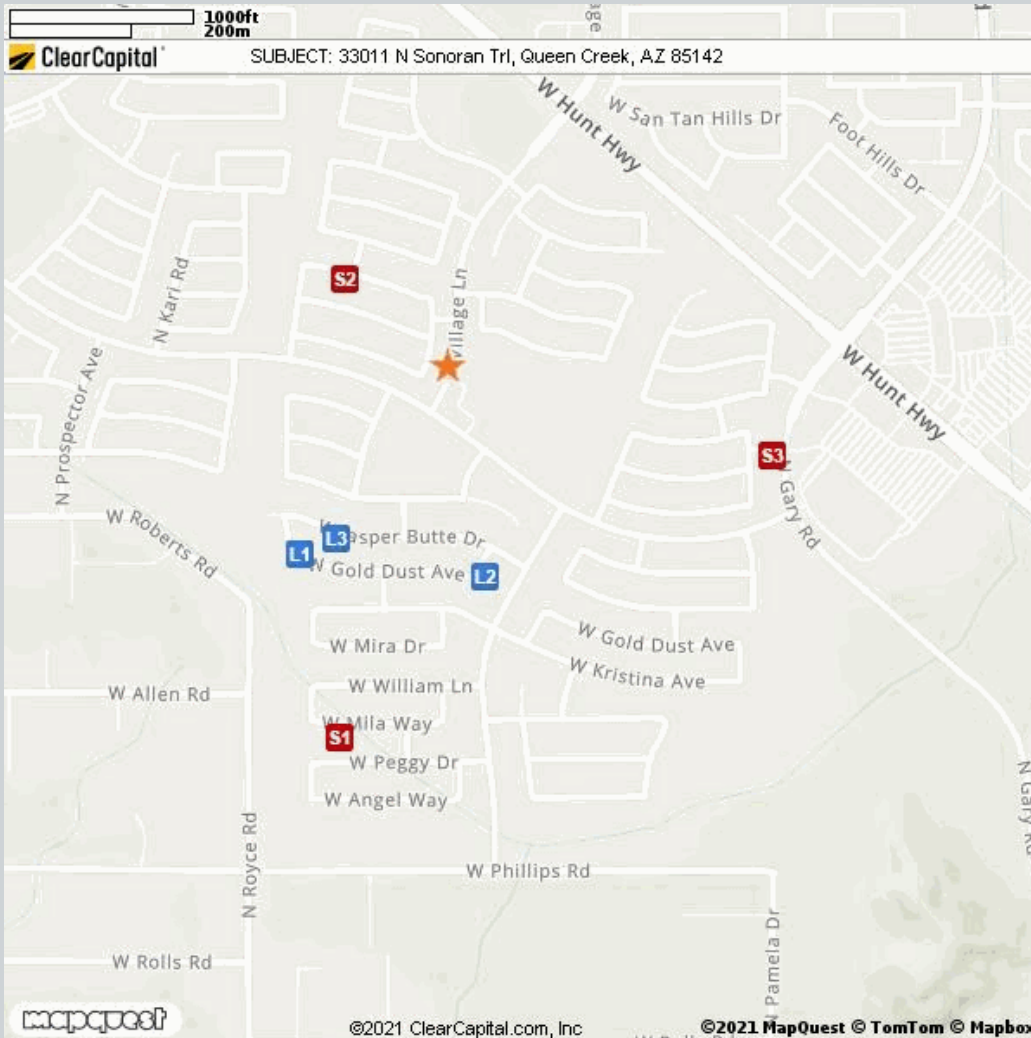 1000ft
200m
ClearCapital
SUBJECT: 33011 N Sonoran Trl, Queen Creek, AZ 85142
W Hunt Hwy
W San Tan Hills Dr
Foot Hills Dr
S2
N Kari Rd
Village Ln
N Prospector Ave
W Hunt Hwy
S3
N Gary Rd
W Roberts Rd
L3
asper Butte Dr
L1
W Gold Dust Ave
L2
W Mira Dr
W Gold Dust Ave
W Kristina Ave
W William Ln
W Allen Rd
W Mila Way
S1
W Peggy Dr
W Angel Way
N Gary Rd
N Royce Rd
W Phillips Rd
N Pamela Dr
W Rolls Rd
mapquest
©2021 ClearCapital.com, Inc
©2021 MapQuest © TomTom © Mapbox